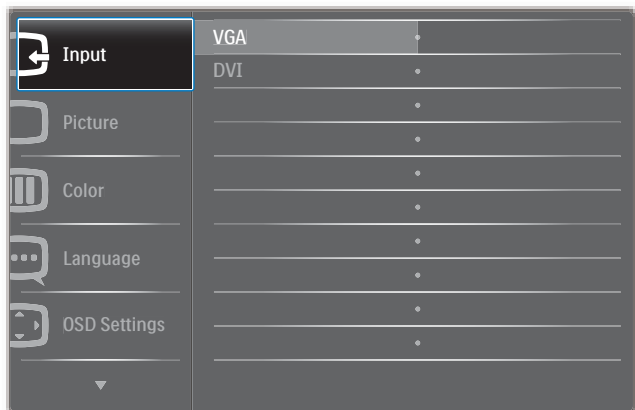 Input
Picture
Color
Language
OSD Settings
VGA
DVI